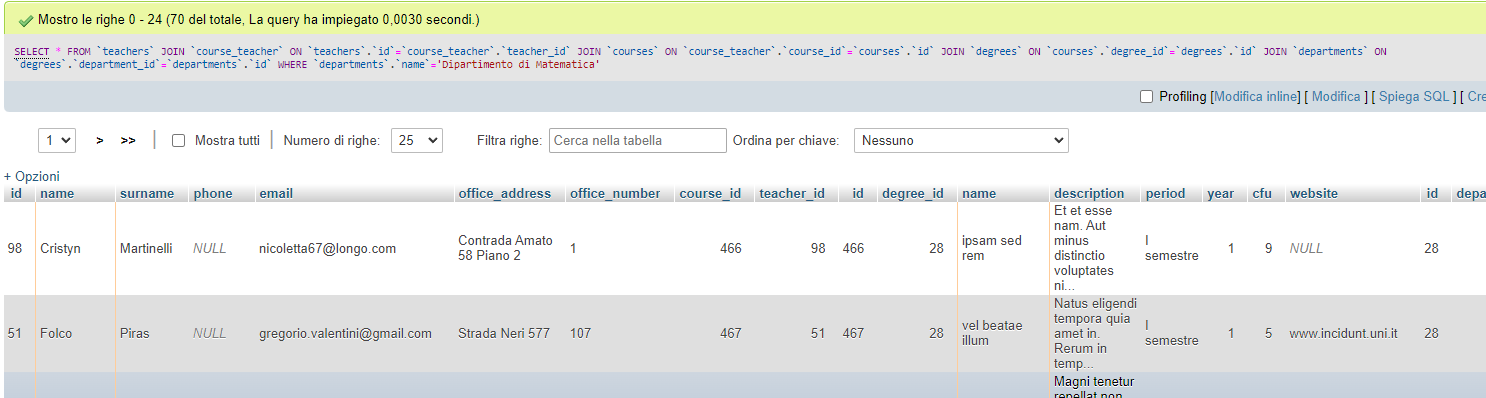 Mostro le righe 0 - 24 (70 del totale, La query ha impiegato 0,0030 secondi.)
SELECT * FROM `teachers` JOIN `course_teacher` ON `teachers`.`id`=`course_teacher`.`teacher_id` JOIN `courses` ON `course_teacher`.`course_id`=`courses`.`id` JOIN `degrees` ON `courses`.`degree_id`=`degrees`.`id` JOIN `departments` ON
`degrees`.`department_id`=`departments`.`id` WHERE `departments`.`name`='Dipartimento di Matematica'
Profiling [Modifica inline] [ Modifica ] [ Spiega SQL ] [ Cre
1 > >> | Mostra tutti | Numero di righe: 25 Filtra righe: Cerca nella tabella Ordina per chiave: Nessuno
+ Opzioni
id name surname phone email office_address office_number course_id teacher_id id degree_id name description period year cfu website id depa
98 Cristyn Martinelli NULL nicoletta67@longo.com Contrada Amato 58 Piano 2 1 466 98 466 28 ipsam sed rem Et et esse nam. Aut minus distinctio voluptates ni... I semestre 1 9 NULL 28
51 Folco Piras NULL gregorio.valentini@gmail.com Strada Neri 577 107 467 51 467 28 vel beatae illum Natus eligendi tempora quia amet in. Rerum in temp... I semestre 1 5 www.incidunt.uni.it 28
Magni tenetur
repellat non